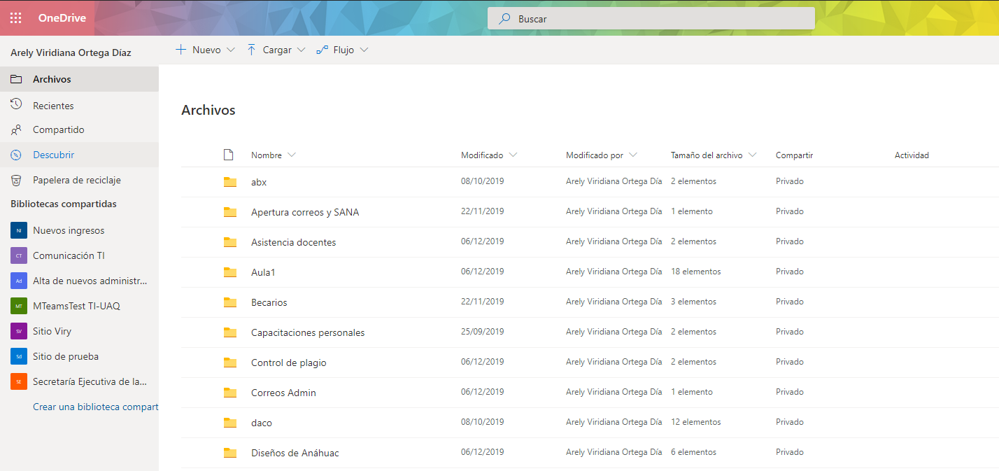 OneDrive
Buscar
Arely Viridiana Ortega Díaz
Nuevo Cargar Flujo
Archivos
Recientes
Compartido
Descubrir
Papelera de reciclaje
Bibliotecas compartidas
NI Nuevos ingresos
CT Comunicación TI
Ad Alta de nuevos administr...
MT MTeamsTest TI-UAQ
SV Sitio Viry
Sd Sitio de prueba
SE Secretaría Ejecutiva de la...
Crear una biblioteca compart
Archivos
Nombre Modificado Modificado por Tamaño del archivo Compartir Actividad
abx 08/10/2019 Arely Viridiana Ortega Día 2 elementos Privado
Apertura correos y SANA 22/11/2019 Arely Viridiana Ortega Día 1 elemento Privado
Asistencia docentes 06/12/2019 Arely Viridiana Ortega Día 2 elementos Privado
Aula1 06/12/2019 Arely Viridiana Ortega Día 18 elementos Privado
Becarios 22/11/2019 Arely Viridiana Ortega Día 3 elementos Privado
Capacitaciones personales 25/09/2019 Arely Viridiana Ortega Día 2 elementos Privado
Control de plagio 06/12/2019 Arely Viridiana Ortega Día 2 elementos Privado
Correos Admin 06/12/2019 Arely Viridiana Ortega Día 1 elemento Privado
daco 08/10/2019 Arely Viridiana Ortega Día 12 elementos Privado
Diseños de Anáhuac 06/12/2019 Arely Viridiana Ortega Día 6 elementos Privado